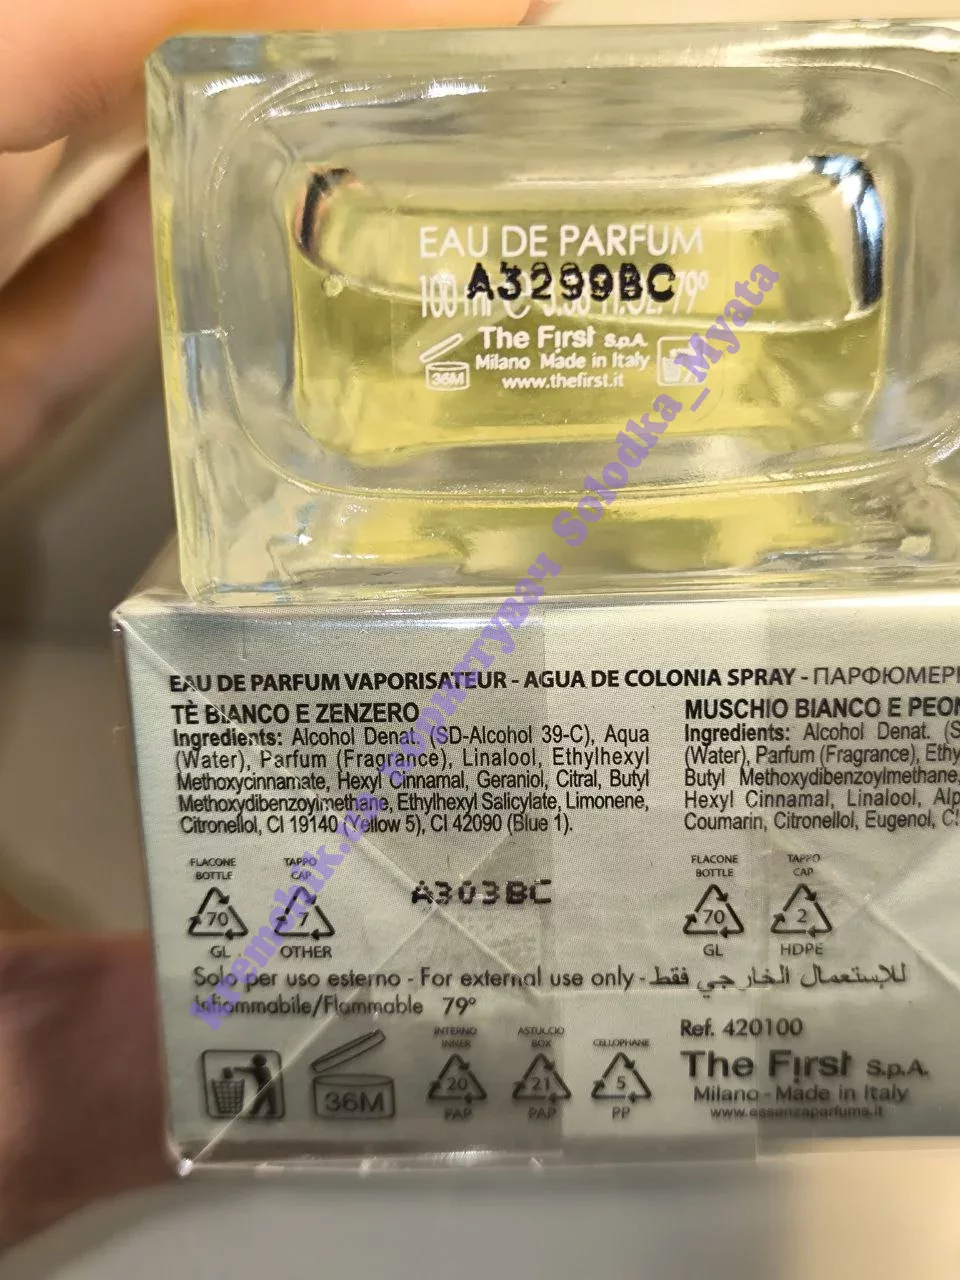 EAU DE PARFUM
A3299BC
100 ml 79°
The First S.p.A.
Milano Made in Italy
36M
www.thefirst.it
Solodka_Myata
EAU DE PARFUM VAPORISATEUR - AGUA DE COLONIA SPRAY - ПАРФЮМЕР
TÈ BIANCO E ZENZERO
Ingredients: Alcohol Denat. (SD-Alcohol 39-C), Aqua
(Water), Parfum (Fragrance), Linalool, Ethylhexyl
Methoxycinnamate, Hexyl Cinnamal, Geraniol, Citral, Butyl
Methoxydibenzoylmethane, Ethylhexyl Salicylate, Limonene,
Citronellol, CI 19140 (Yellow 5), CI 42090 (Blue 1).
MUSCHIO BIANCO E PEON
Ingredients: Alcohol Denat. (S
(Water), Parfum (Fragrance), Ethy
Butyl Methoxydibenzoylmethane,
Hexyl Cinnamal, Linalool, Alp
Coumarin, Citronellol, Eugenol, C
FLACONE TAPPO
BOTTLE CAP
70 7
GL OTHER
A303BC
FLACONE TAPPO
BOTTLE CAP
70 2
GL HDPE
Solo per uso esterno - For external use only - للإستعمال الخارجي فقط
Flammable 79°
INTERNO ASTUCCIO
INNER BOX CELLOPHANE
36M
20 21 5
PAP PAP PP
Ref. 420100
The First S.p.A.
Milano - Made in Italy
www.essenzaparfums.it